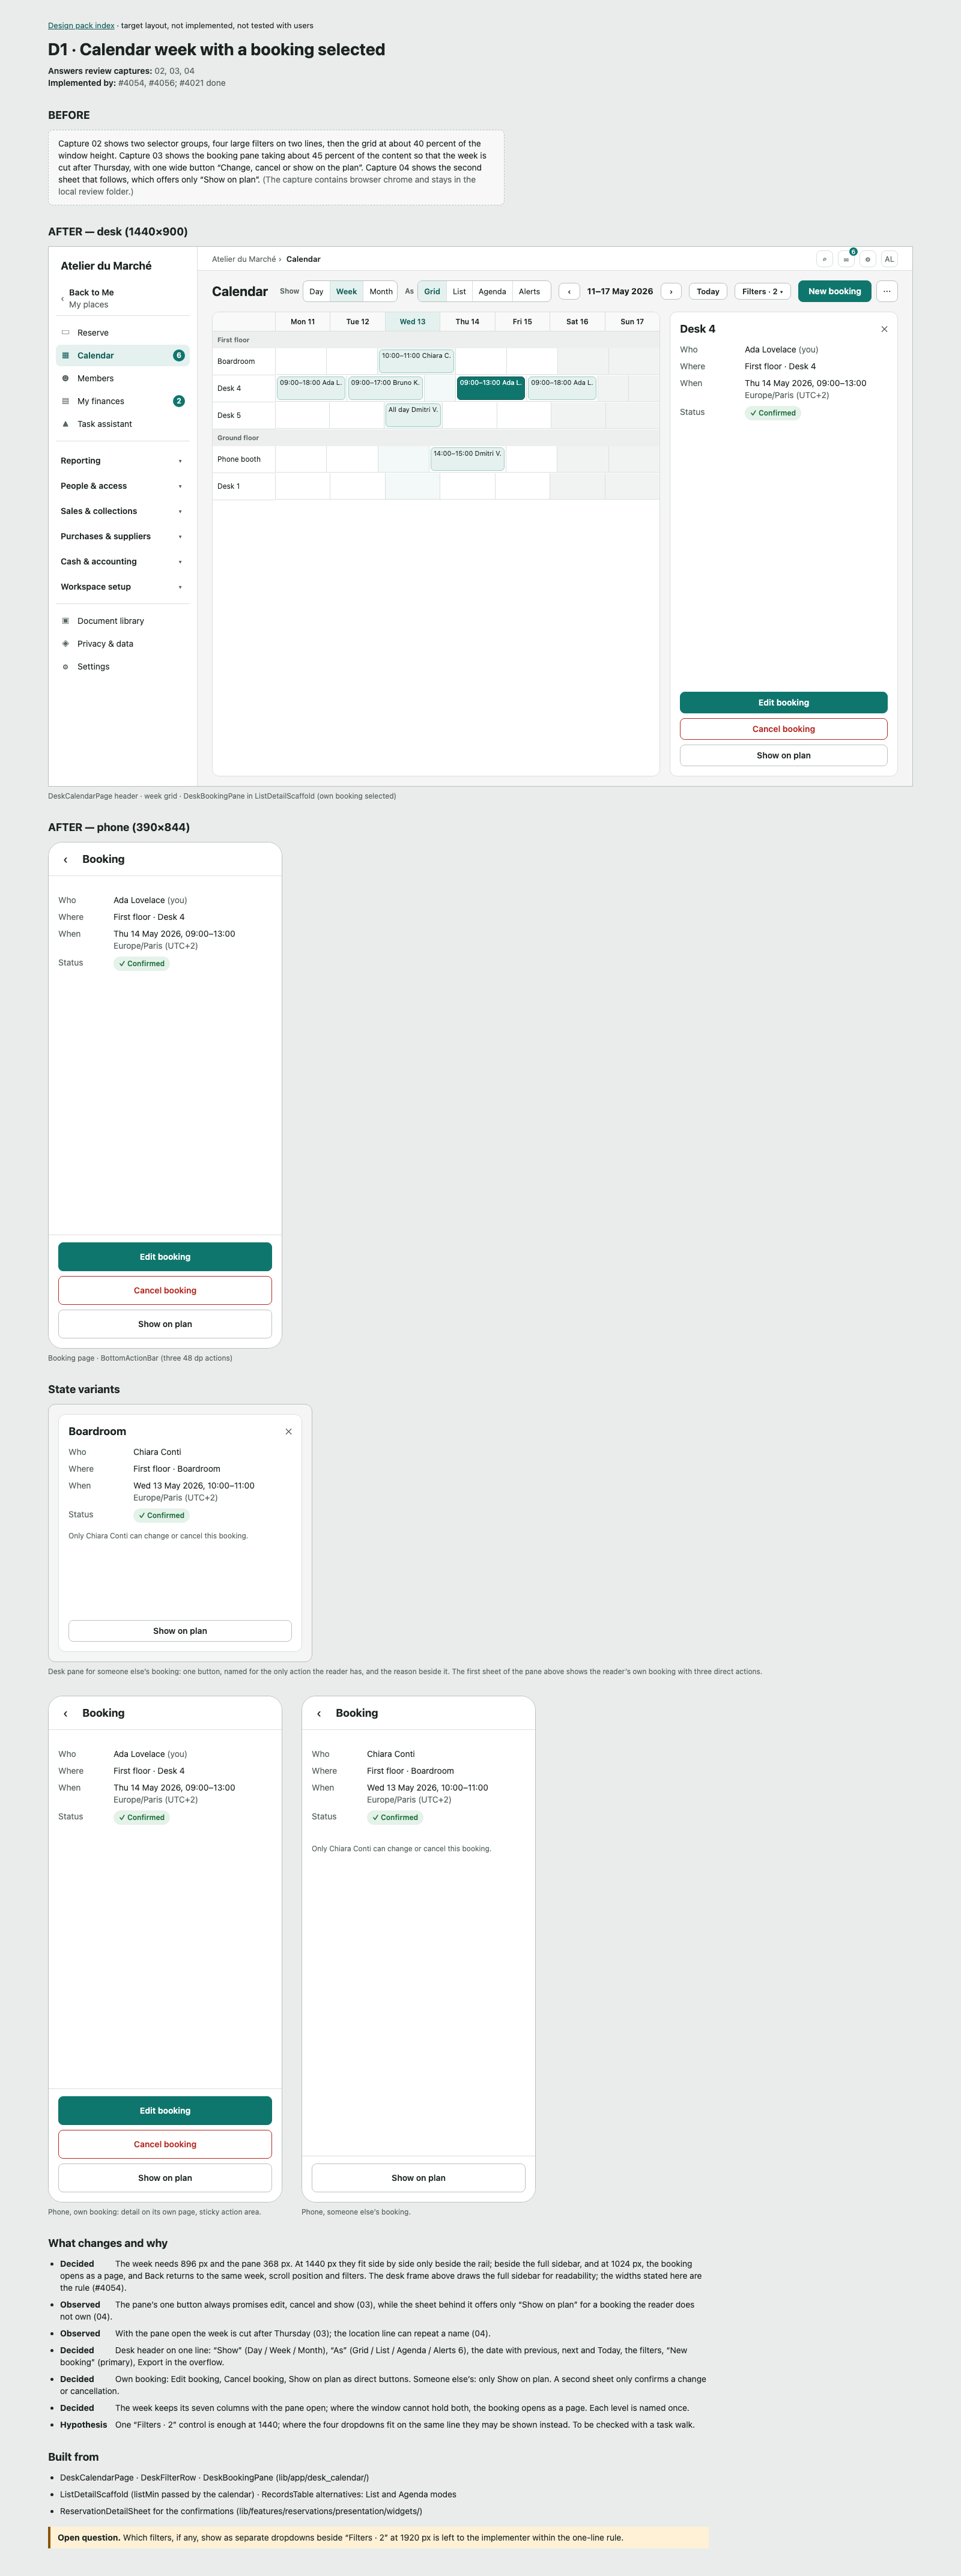 Design pack index · target layout, not implemented, not tested with users
D1 · Calendar week with a booking selected
Answers review captures: 02, 03, 04
Implemented by: #4054, #4056; #4021 done
BEFORE
Capture 02 shows two selector groups, four large filters on two lines, then the grid at about 40 percent of the
window height. Capture 03 shows the booking pane taking about 45 percent of the content so that the week is
cut after Thursday, with one wide button “Change, cancel or show on the plan”. Capture 04 shows the second
sheet that follows, which offers only “Show on plan”. (The capture contains browser chrome and stays in the
local review folder.)
AFTER — desk (1440×900)
Atelier du Marché
‹ Back to Me
My places
Reserve
Calendar 6
Members
My finances 2
Task assistant
Reporting ▾
People & access ▾
Sales & collections ▾
Purchases & suppliers ▾
Cash & accounting ▾
Workspace setup ▾
Document library
Privacy & data
Settings
Atelier du Marché › Calendar
6
AL
Calendar Show Day Week Month As Grid List Agenda Alerts ‹ 11–17 May 2026 › Today Filters · 2 ▾ New booking ⋯
Mon 11 Tue 12 Wed 13 Thu 14 Fri 15 Sat 16 Sun 17
First floor
Boardroom 10:00–11:00 Chiara C.
Desk 4 09:00–18:00 Ada L. 09:00–17:00 Bruno K. 09:00–13:00 Ada L. 09:00–18:00 Ada L.
Desk 5 All day Dmitri V.
Ground floor
Phone booth 14:00–15:00 Dmitri V.
Desk 1
Desk 4 ✕
Who Ada Lovelace (you)
Where First floor · Desk 4
When Thu 14 May 2026, 09:00–13:00
Europe/Paris (UTC+2)
Status ✓ Confirmed
Edit booking
Cancel booking
Show on plan
DeskCalendarPage header · week grid · DeskBookingPane in ListDetailScaffold (own booking selected)
AFTER — phone (390×844)
‹ Booking
Who Ada Lovelace (you)
Where First floor · Desk 4
When Thu 14 May 2026, 09:00–13:00
Europe/Paris (UTC+2)
Status ✓ Confirmed
Edit booking
Cancel booking
Show on plan
Booking page · BottomActionBar (three 48 dp actions)
State variants
Boardroom ✕
Who Chiara Conti
Where First floor · Boardroom
When Wed 13 May 2026, 10:00–11:00
Europe/Paris (UTC+2)
Status ✓ Confirmed
Only Chiara Conti can change or cancel this booking.
Show on plan
Desk pane for someone else's booking: one button, named for the only action the reader has, and the reason beside it. The first sheet of the pane above shows the reader's own booking with three direct actions.
‹ Booking
Who Ada Lovelace (you)
Where First floor · Desk 4
When Thu 14 May 2026, 09:00–13:00
Europe/Paris (UTC+2)
Status ✓ Confirmed
Edit booking
Cancel booking
Show on plan
Phone, own booking: detail on its own page, sticky action area.
‹ Booking
Who Chiara Conti
Where First floor · Boardroom
When Wed 13 May 2026, 10:00–11:00
Europe/Paris (UTC+2)
Status ✓ Confirmed
Only Chiara Conti can change or cancel this booking.
Show on plan
Phone, someone else's booking.
What changes and why
• Decided The week needs 896 px and the pane 368 px. At 1440 px they fit side by side only beside the rail; beside the full sidebar, and at 1024 px, the booking
opens as a page, and Back returns to the same week, scroll position and filters. The desk frame above draws the full sidebar for readability; the widths stated here are
the rule (#4054).
• Observed The pane's one button always promises edit, cancel and show (03), while the sheet behind it offers only “Show on plan” for a booking the reader does
not own (04).
• Observed With the pane open the week is cut after Thursday (03); the location line can repeat a name (04).
• Decided Desk header on one line: “Show” (Day / Week / Month), “As” (Grid / List / Agenda / Alerts 6), the date with previous, next and Today, the filters, “New
booking” (primary), Export in the overflow.
• Decided Own booking: Edit booking, Cancel booking, Show on plan as direct buttons. Someone else's: only Show on plan. A second sheet only confirms a change
or cancellation.
• Decided The week keeps its seven columns with the pane open; where the window cannot hold both, the booking opens as a page. Each level is named once.
• Hypothesis One “Filters · 2” control is enough at 1440; where the four dropdowns fit on the same line they may be shown instead. To be checked with a task walk.
Built from
• DeskCalendarPage · DeskFilterRow · DeskBookingPane (lib/app/desk_calendar/)
• ListDetailScaffold (listMin passed by the calendar) · RecordsTable alternatives: List and Agenda modes
• ReservationDetailSheet for the confirmations (lib/features/reservations/presentation/widgets/)
Open question. Which filters, if any, show as separate dropdowns beside “Filters · 2” at 1920 px is left to the implementer within the one-line rule.